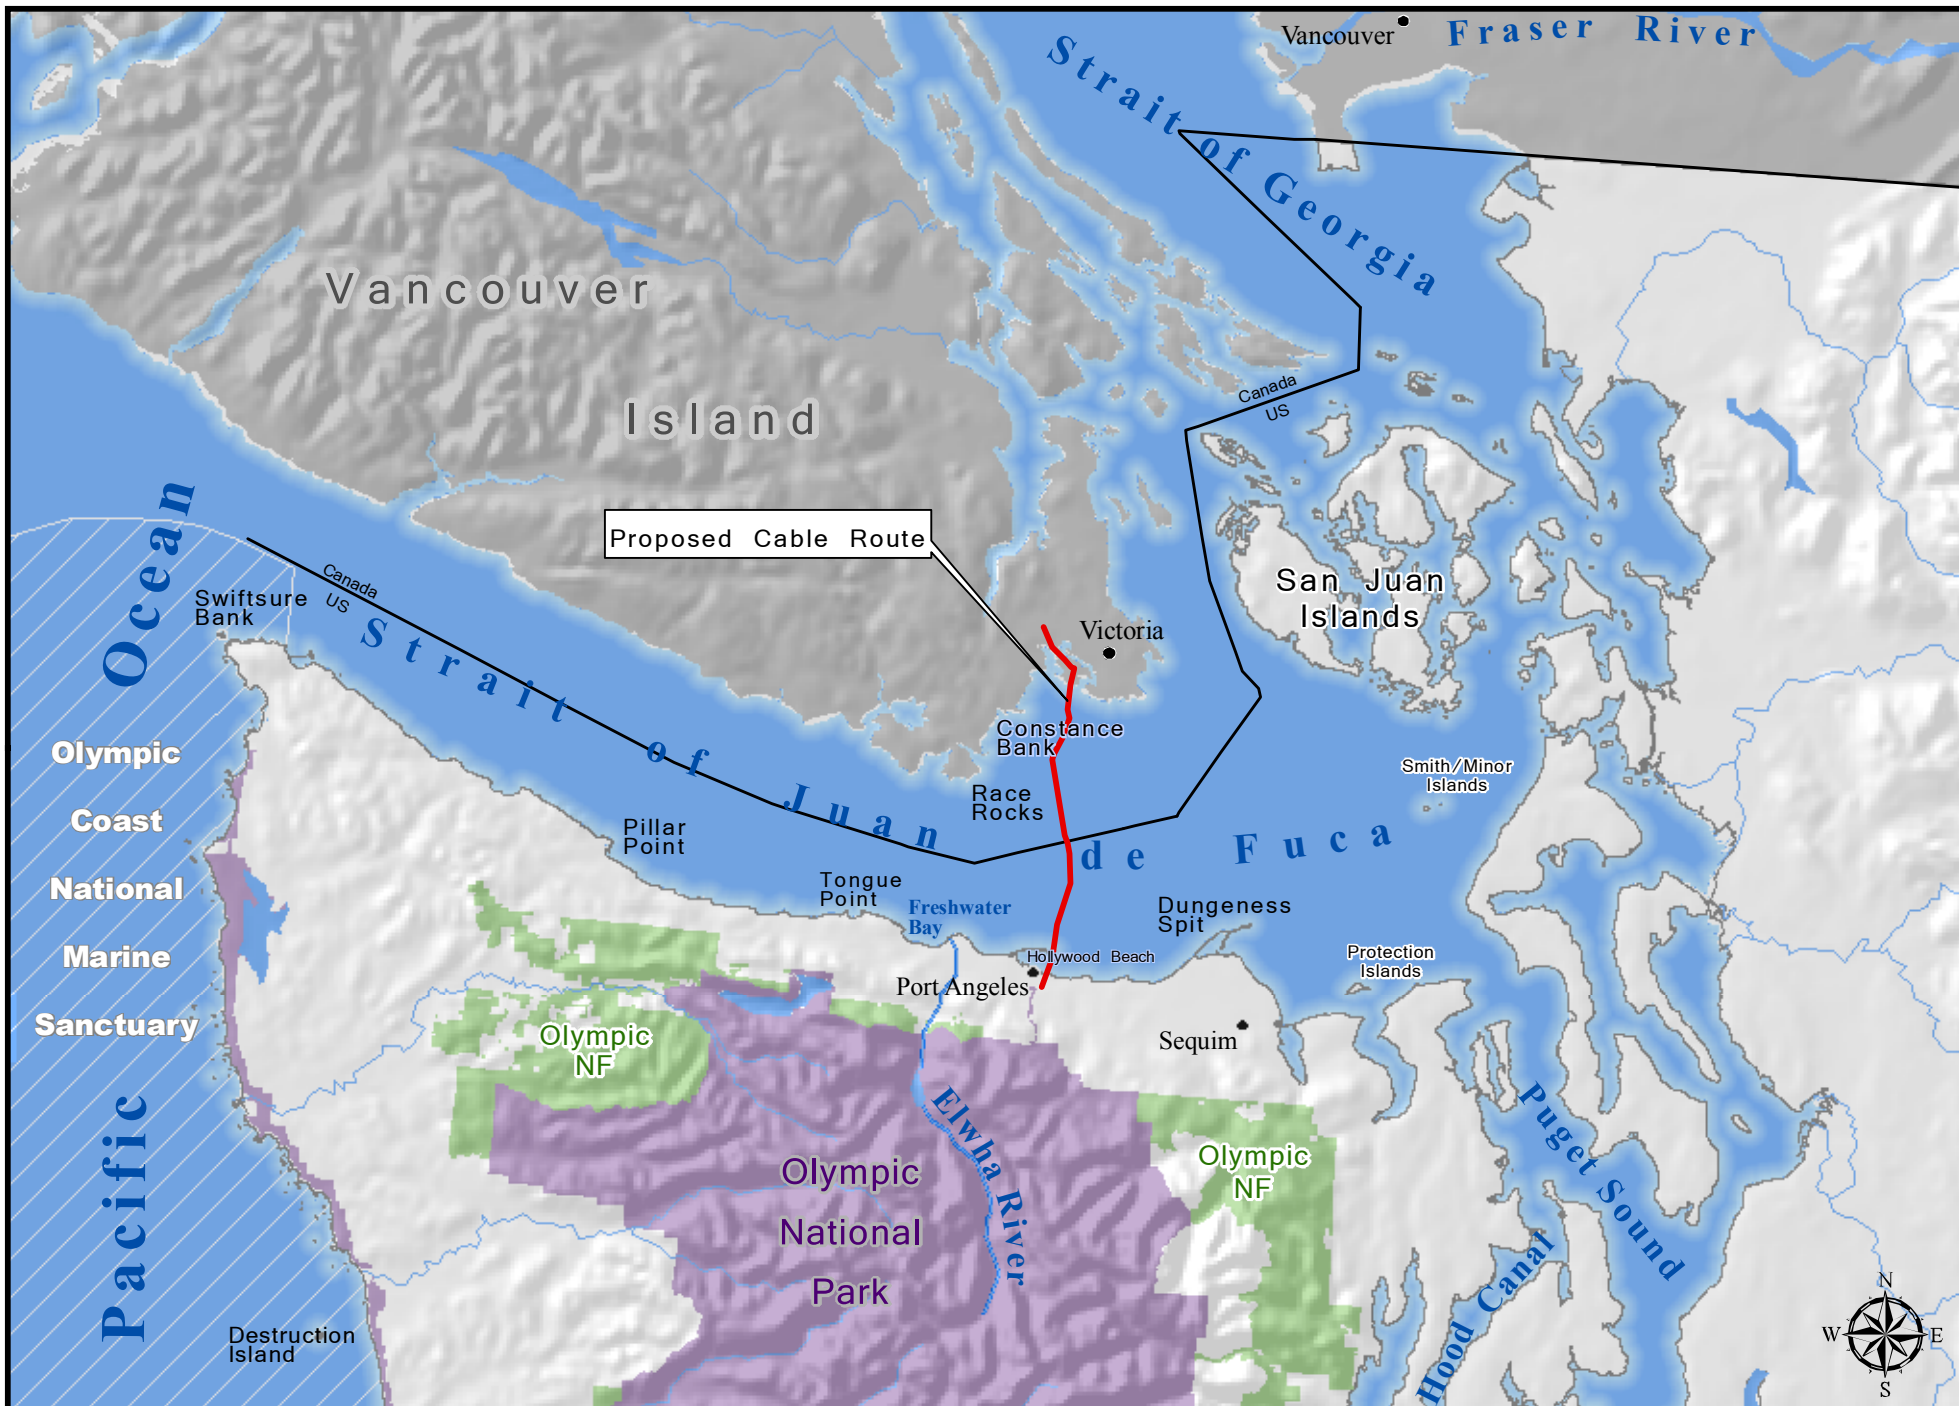 Vancouver
Fraser River
Strait of Georgia
Vancouver
Island
Canada
US
Proposed Cable Route
Ocean
Swiftsure
Bank
Canada
US
San Juan
Islands
Victoria
Strait of Juan de Fuca
Constance
Bank
Race
Rocks
Smith/Minor
Islands
Olympic
Coast
National
Marine
Sanctuary
Pillar
Point
Tongue
Point
Freshwater
Bay
Dungeness
Spit
Hollywood Beach
Protection
Islands
Port Angeles
Sequim
Olympic
NF
Elwha River
Olympic
National
Park
Olympic
NF
Puget Sound
Hood Canal
Pacific
Destruction
Island
N
W
E
S